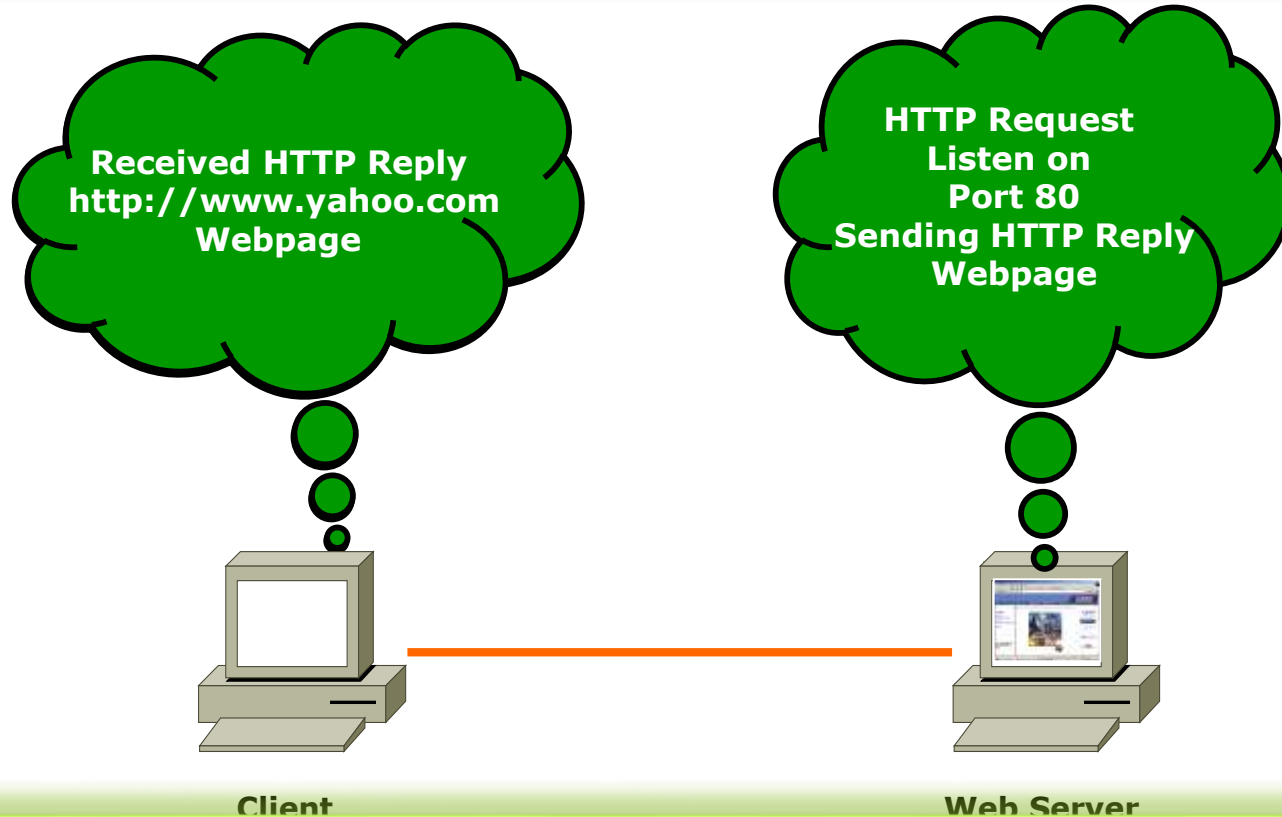 Received HTTP Reply
http://www.yahoo.com
Webpage
HTTP Request
Listen on
Port 80
Sending HTTP Reply
Webpage
Client
Web Server